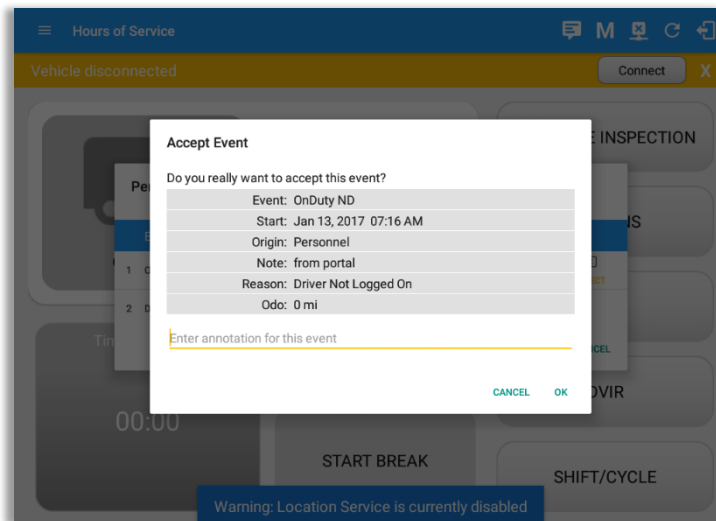 Hours of Service
M
Vehicle disconnected
Connect
X
INSPECTION
Accept Event
Do you really want to accept this event?
Event: OnDuty ND
Start: Jan 13, 2017 07:16 AM
Origin: Personnel
Note: from portal
Reason: Driver Not Logged On
Odo: 0 mi
Enter annotation for this event
CANCEL OK
1
2
00:00
START BREAK
SHIFT/CYCLE
Warning: Location Service is currently disabled